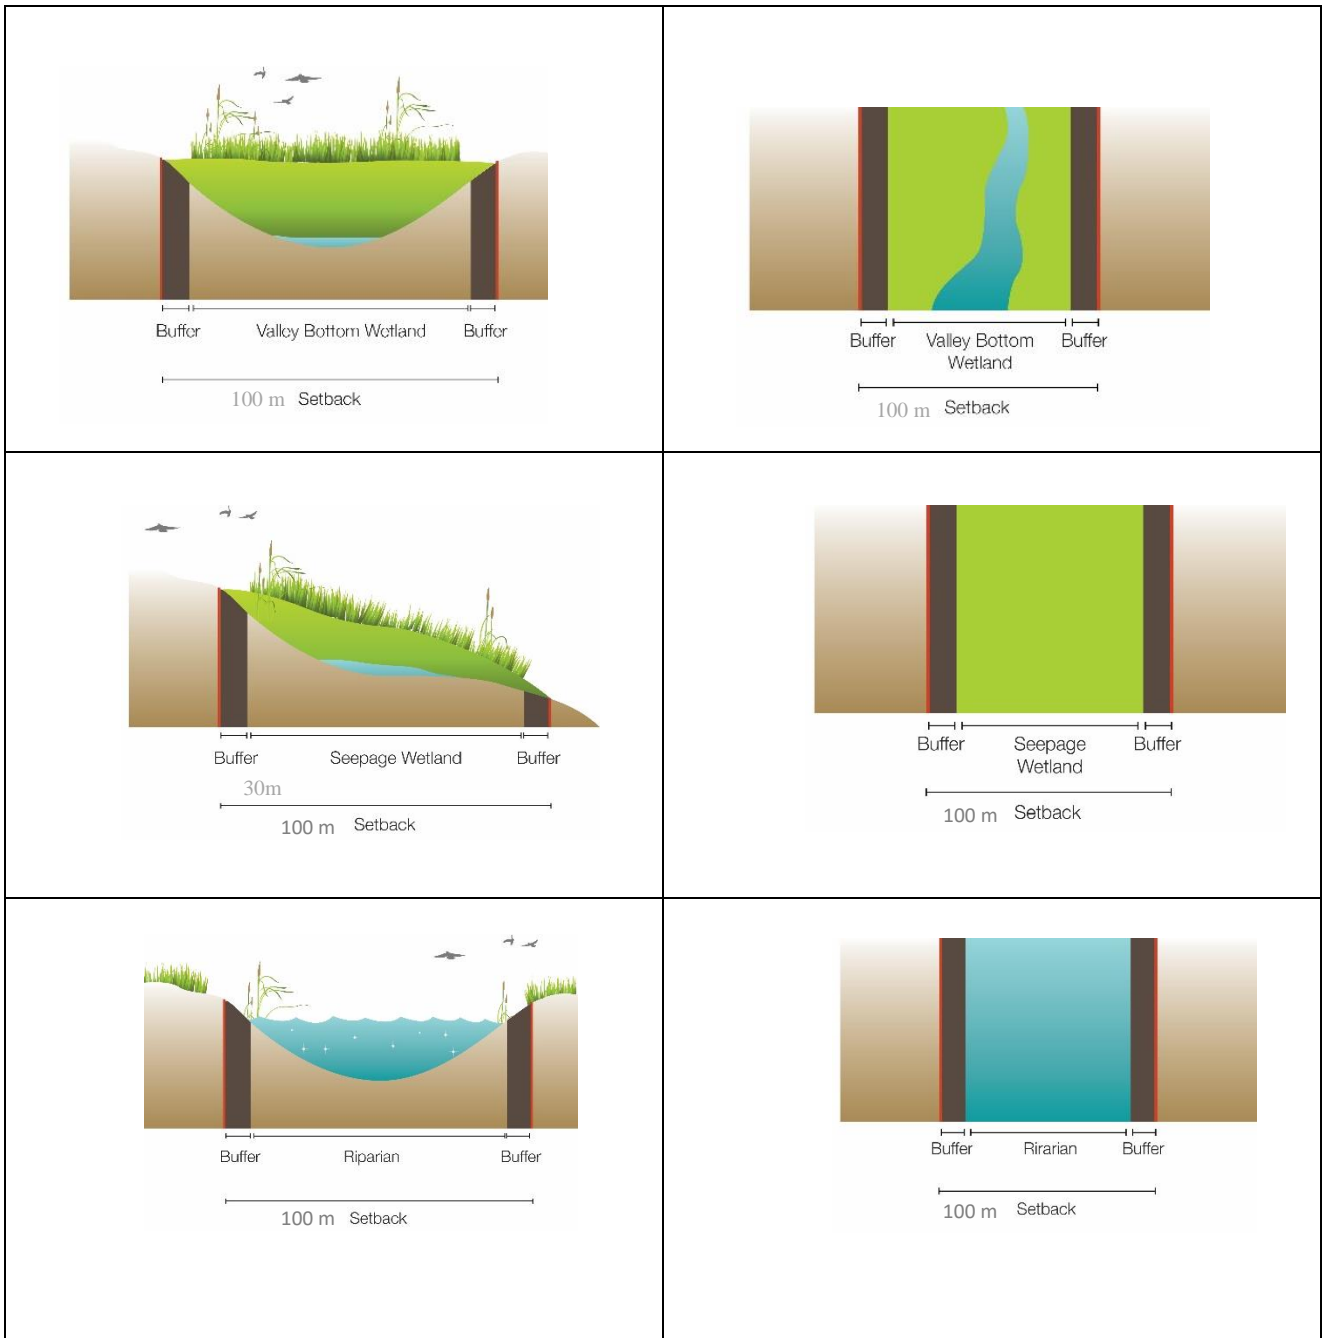 Buffer Valley Bottom Wetland Buffer
100 m Setback
Buffer Valley Bottom Buffer
Wetland
100 m Setback
Buffer Seepage Wetland Buffer
30m
100 m Setback
Buffer Seepage Buffer
Wetland
100 m Setback
Buffer Riparian Buffer
100 m Setback
Buffer Rirarian Buffer
100 m Setback